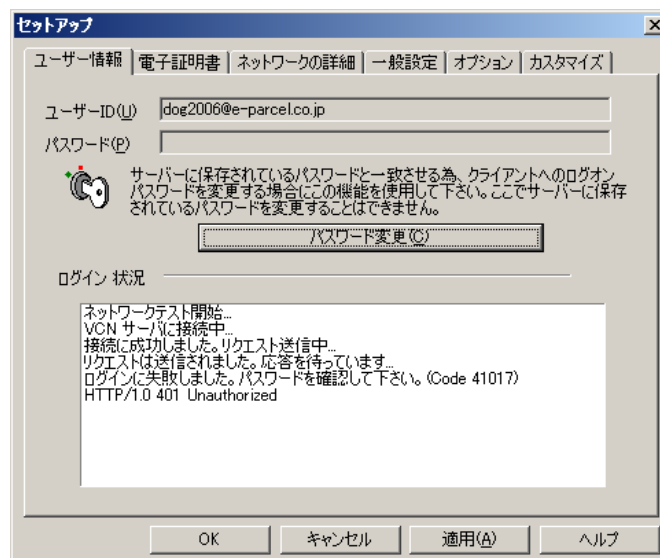 セットアップ
ユーザー情報 電子証明書 ネットワークの詳細 一般設定 オプション カスタマイズ
ユーザーID(U) dog2006@e-parcel.co.jp
パスワード(P)
サーバーに保存されているパスワードと一致させる為、クライアントへのログオン
パスワードを変更する場合にこの機能を使用して下さい。ここでサーバーに保存
されているパスワードを変更することはできません。
パスワード変更(C)
ログイン 状況
ネットワークテスト開始...
VCN サーバに接続中...
接続に成功しました。リクエスト送信中...
リクエストは送信されました。応答を待っています...
ログインに失敗しました。パスワードを確認して下さい。(Code 41017)
HTTP/1.0 401 Unauthorized
OK キャンセル 適用(A) ヘルプ